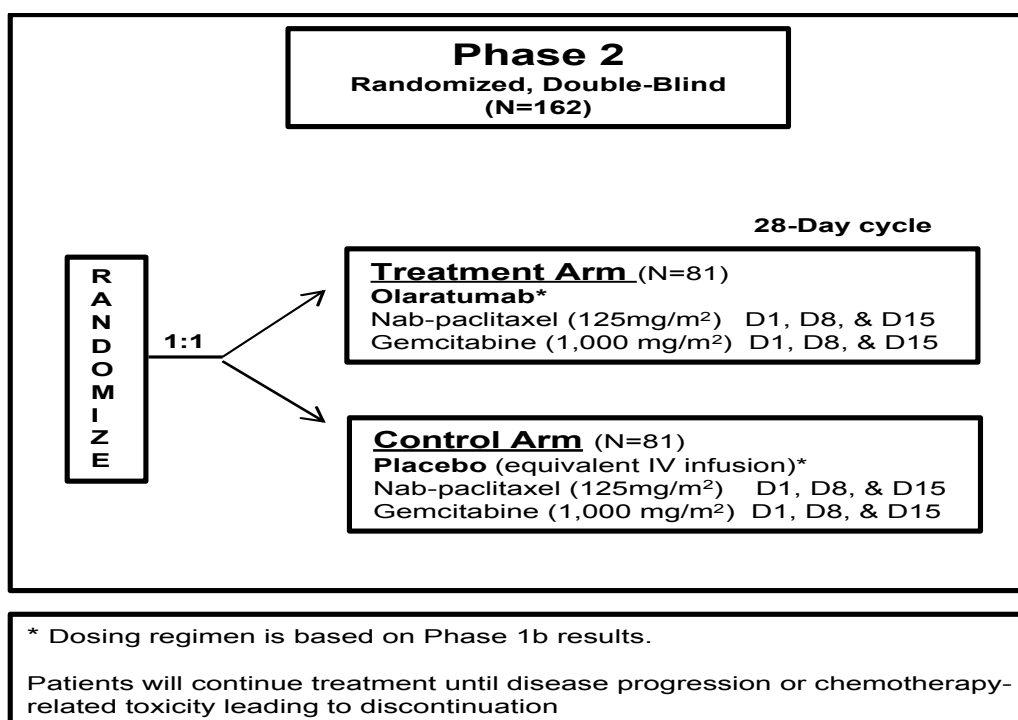 Phase 2
Randomized, Double-Blind
(N=162)
28-Day cycle
RANDOMIZE
1:1
Treatment Arm (N=81)
Olaratumab*
Nab-paclitaxel (125mg/m²) D1, D8, & D15
Gemcitabine (1,000 mg/m²) D1, D8, & D15
Control Arm (N=81)
Placebo (equivalent IV infusion)*
Nab-paclitaxel (125mg/m²) D1, D8, & D15
Gemcitabine (1,000 mg/m²) D1, D8, & D15
* Dosing regimen is based on Phase 1b results.
Patients will continue treatment until disease progression or chemotherapy-
related toxicity leading to discontinuation